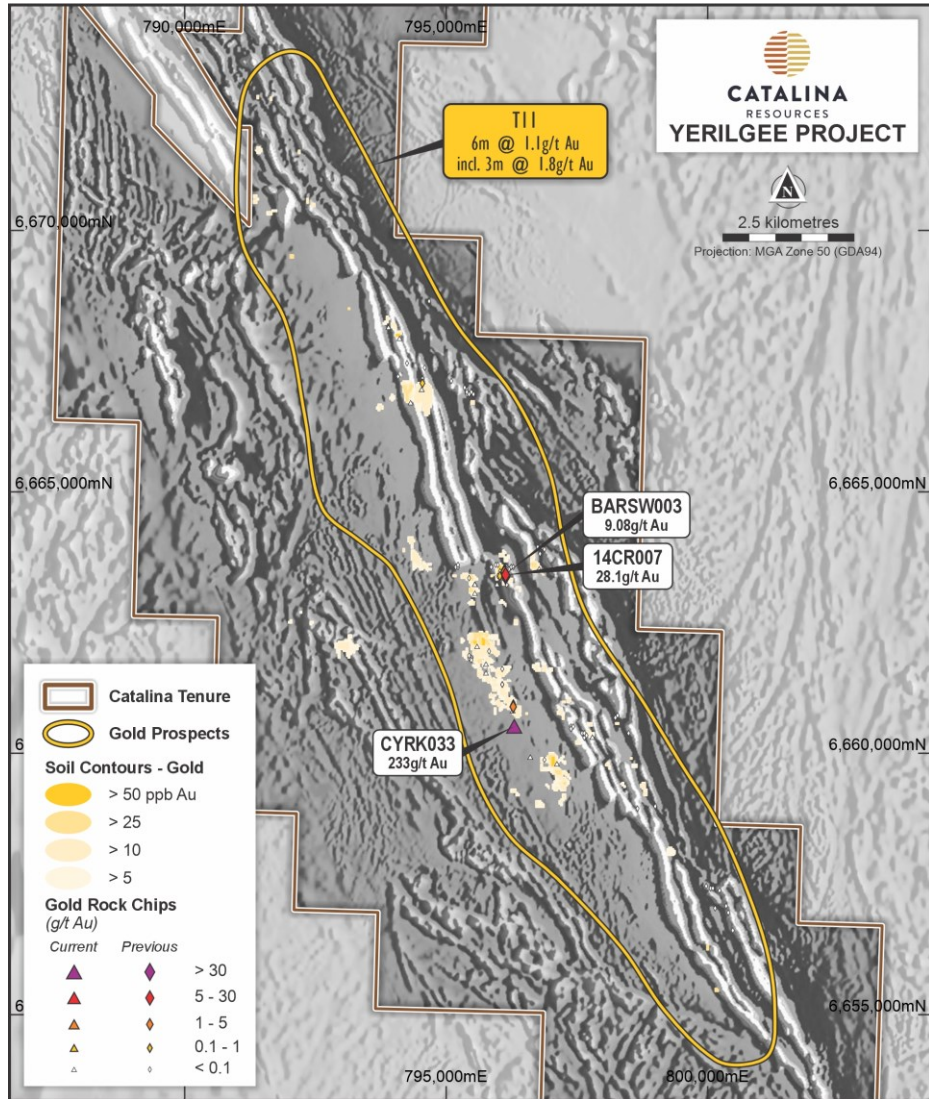 790,000mE
795,000mE
CATALINA
RESOURCES
YERILGEE PROJECT
N
2.5 kilometres
Projection: MGA Zone 50 (GDA94)
T11
6m @ 1.1g/t Au
incl. 3m @ 1.8g/t Au
6,670,000mN
6,665,000mN
6,665,000mN
BARSW003
9.08g/t Au
14CR007
28.1g/t Au
CYRK033
233g/t Au
6,660,000mN
6,655,000mN
795,000mE
800,000mE
Catalina Tenure
Gold Prospects
Soil Contours - Gold
> 50 ppb Au
> 25
> 10
> 5
Gold Rock Chips
(g/t Au)
Current Previous
> 30
5 - 30
1 - 5
0.1 - 1
< 0.1